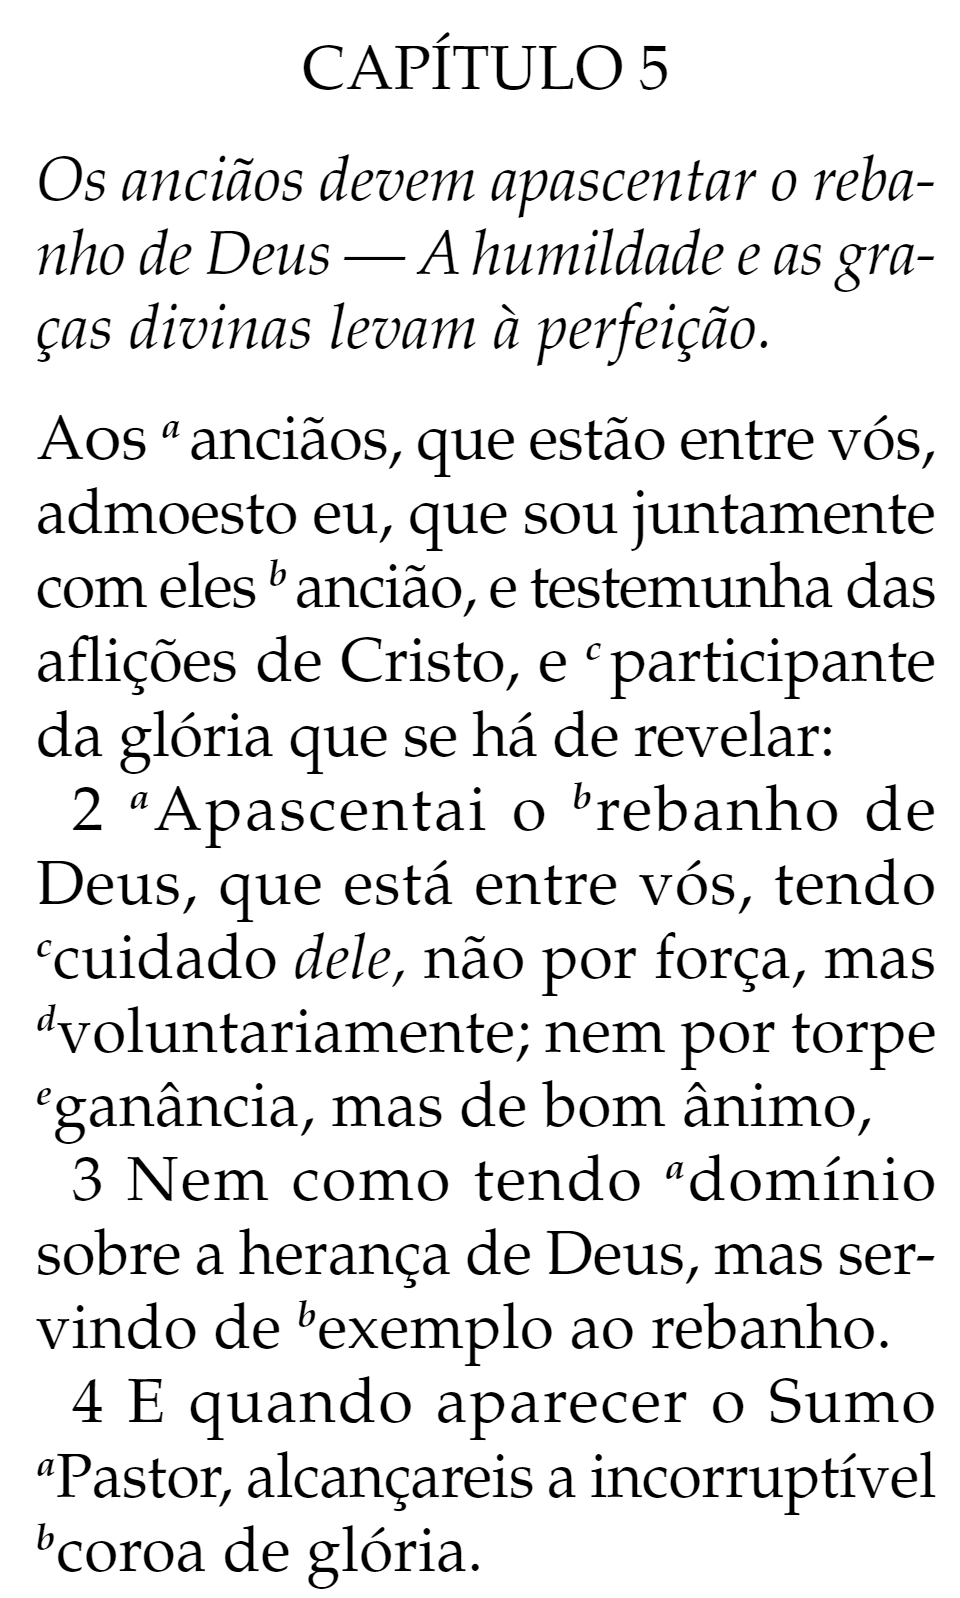 CAPÍTULO 5
Os anciãos devem apascentar o reba-
nho de Deus — A humildade e as gra-
ças divinas levam à perfeição.
Aos a anciãos, que estão entre vós,
admoesto eu, que sou juntamente
com eles b ancião, e testemunha das
aflições de Cristo, e c participante
da glória que se há de revelar:
2 aApascentai o brebanho de
Deus, que está entre vós, tendo
ccuidado dele, não por força, mas
dvoluntariamente; nem por torpe
eganância, mas de bom ânimo,
3 Nem como tendo adomínio
sobre a herança de Deus, mas ser-
vindo de bexemplo ao rebanho.
4 E quando aparecer o Sumo
aPastor, alcançareis a incorruptível
bcoroa de glória.